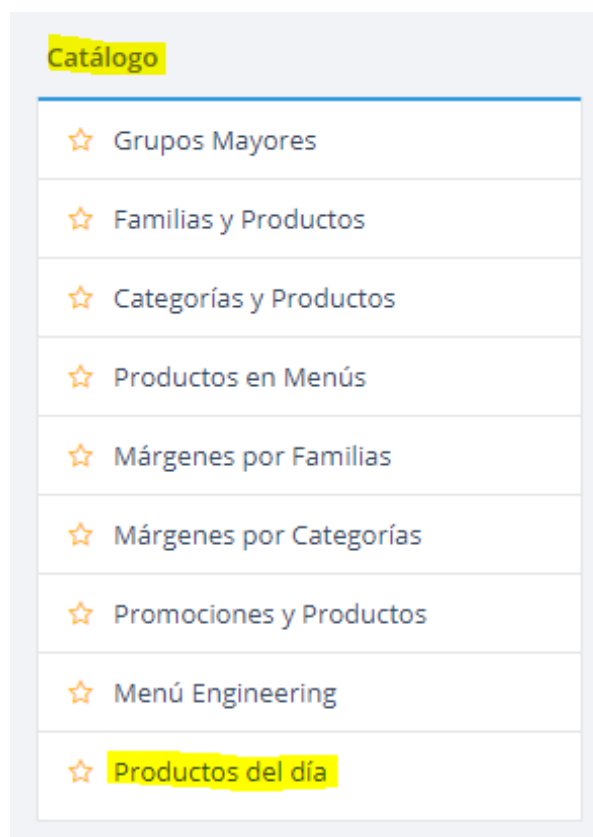 Catálogo
Grupos Mayores
Familias y Productos
Categorías y Productos
Productos en Menús
Márgenes por Familias
Márgenes por Categorías
Promociones y Productos
Menú Engineering
Productos del día